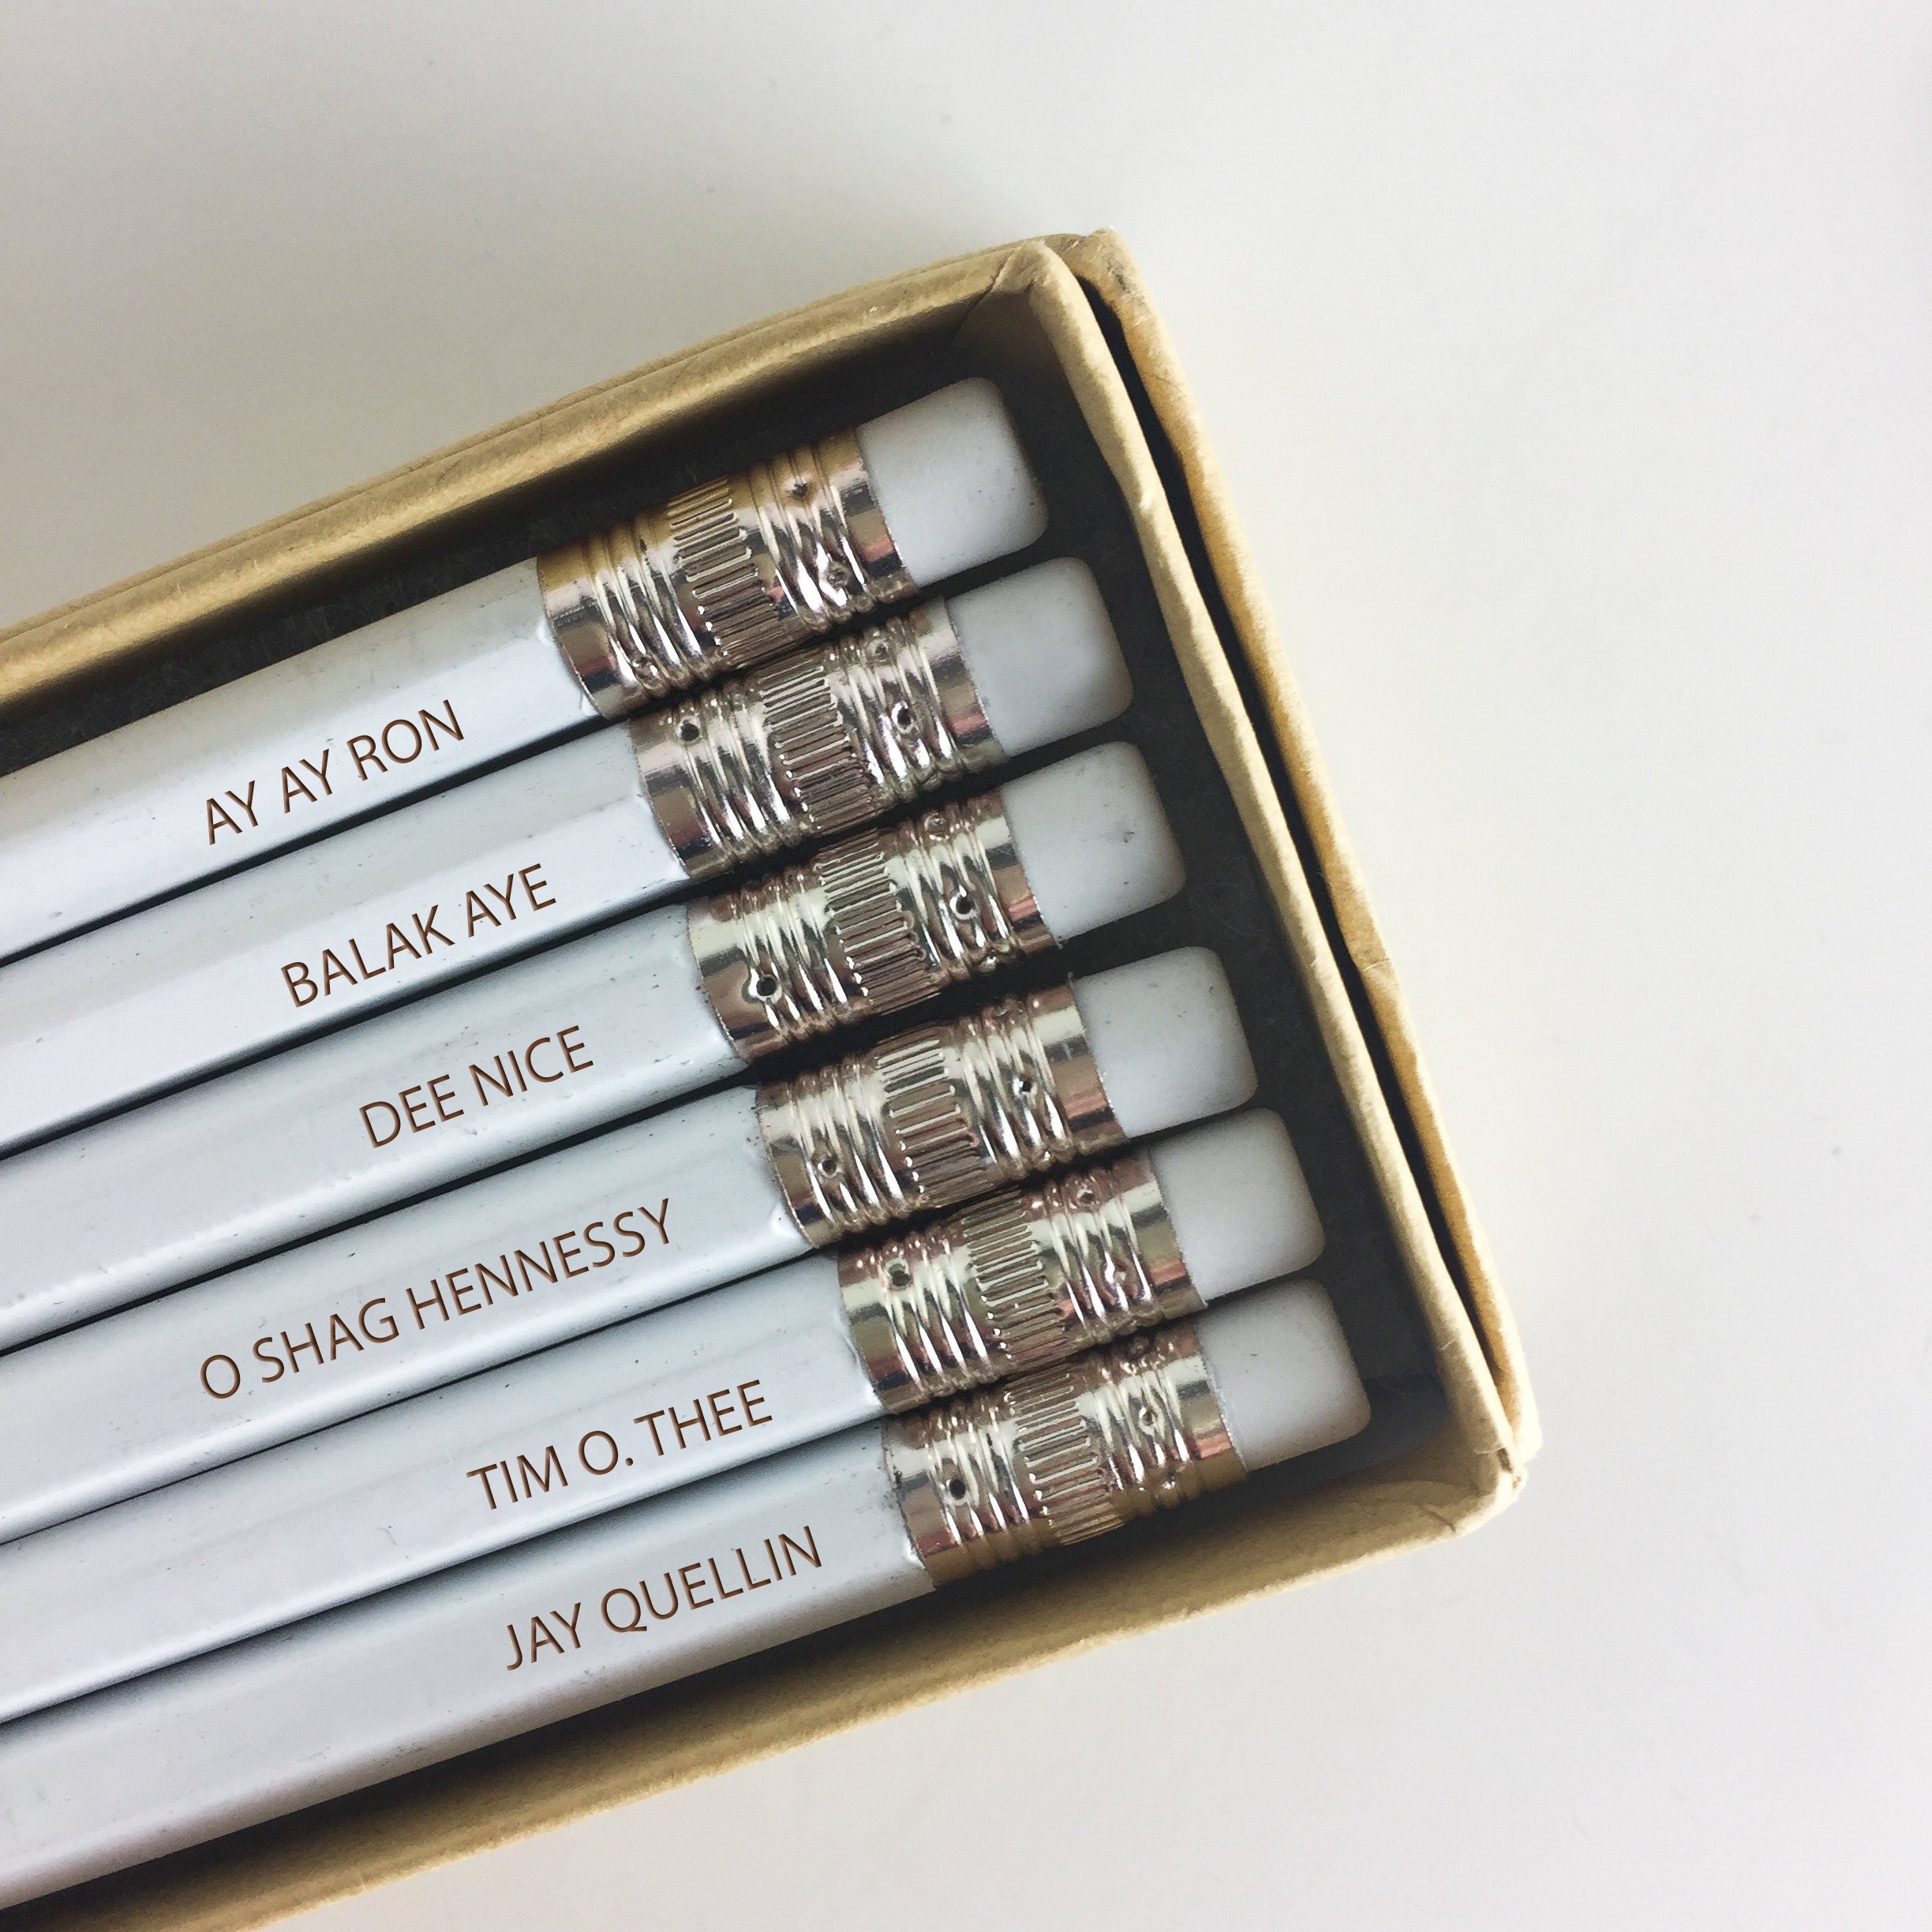 AY AY RON
BALAK AYE
DEE NICE
O SHAG HENNESSY
TIM O. THEE
JAY QUELLIN